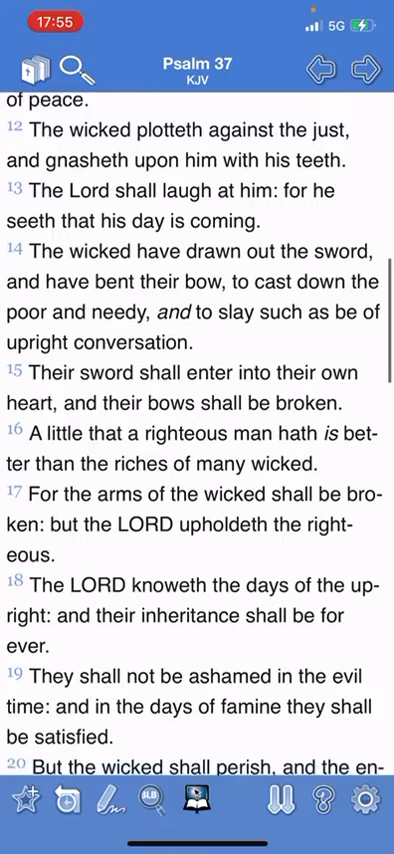 17:55
5G
Psalm 37
KJV
of peace.
12 The wicked plotteth against the just,
and gnasheth upon him with his teeth.
13 The Lord shall laugh at him: for he
seeth that his day is coming.
14 The wicked have drawn out the sword,
and have bent their bow, to cast down the
poor and needy, and to slay such as be of
upright conversation.
15 Their sword shall enter into their own
heart, and their bows shall be broken.
16 A little that a righteous man hath is bet-
ter than the riches of many wicked.
17 For the arms of the wicked shall be bro-
ken: but the LORD upholdeth the right-
eous.
18 The LORD knoweth the days of the up-
right: and their inheritance shall be for
ever.
19 They shall not be ashamed in the evil
time: and in the days of famine they shall
be satisfied.
20 But the wicked shall perish, and the en-
BLB